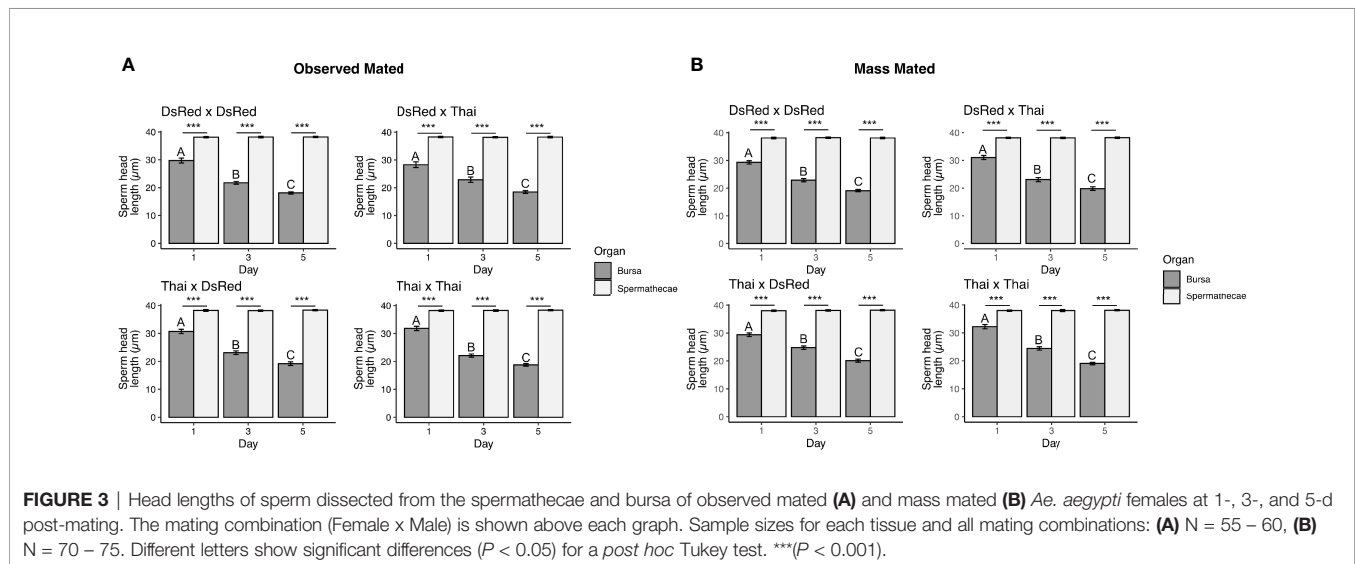 A
Observed Mated
DsRed x DsRed
*** *** ***
Sperm head
length (µm)
40
30
20
10
0
A
B
C
1 3 5
Day
DsRed x Thai
*** *** ***
Sperm head
length (µm)
40
30
20
10
0
A
B
C
1 3 5
Day
Thai x DsRed
*** *** ***
Sperm head
length (µm)
40
30
20
10
0
A
B
C
1 3 5
Day
Thai x Thai
*** *** ***
Sperm head
length (µm)
40
30
20
10
0
A
B
C
1 3 5
Day
Organ
Bursa
Spermathecae
B
Mass Mated
DsRed x DsRed
*** *** ***
Sperm head
length (µm)
40
30
20
10
0
A
B
C
1 3 5
Day
DsRed x Thai
*** *** ***
Sperm head
length (µm)
40
30
20
10
0
A
B
C
1 3 5
Day
Thai x DsRed
*** *** ***
Sperm head
length (µm)
40
30
20
10
0
A
B
C
1 3 5
Day
Thai x Thai
*** *** ***
Sperm head
length (µm)
40
30
20
10
0
A
B
C
1 3 5
Day
Organ
Bursa
Spermathecae
FIGURE 3 | Head lengths of sperm dissected from the spermathecae and bursa of observed mated (A) and mass mated (B) Ae. aegypti females at 1-, 3-, and 5-d
post-mating. The mating combination (Female x Male) is shown above each graph. Sample sizes for each tissue and all mating combinations: (A) N = 55 – 60, (B)
N = 70 – 75. Different letters show significant differences (P < 0.05) for a post hoc Tukey test. ***(P < 0.001).